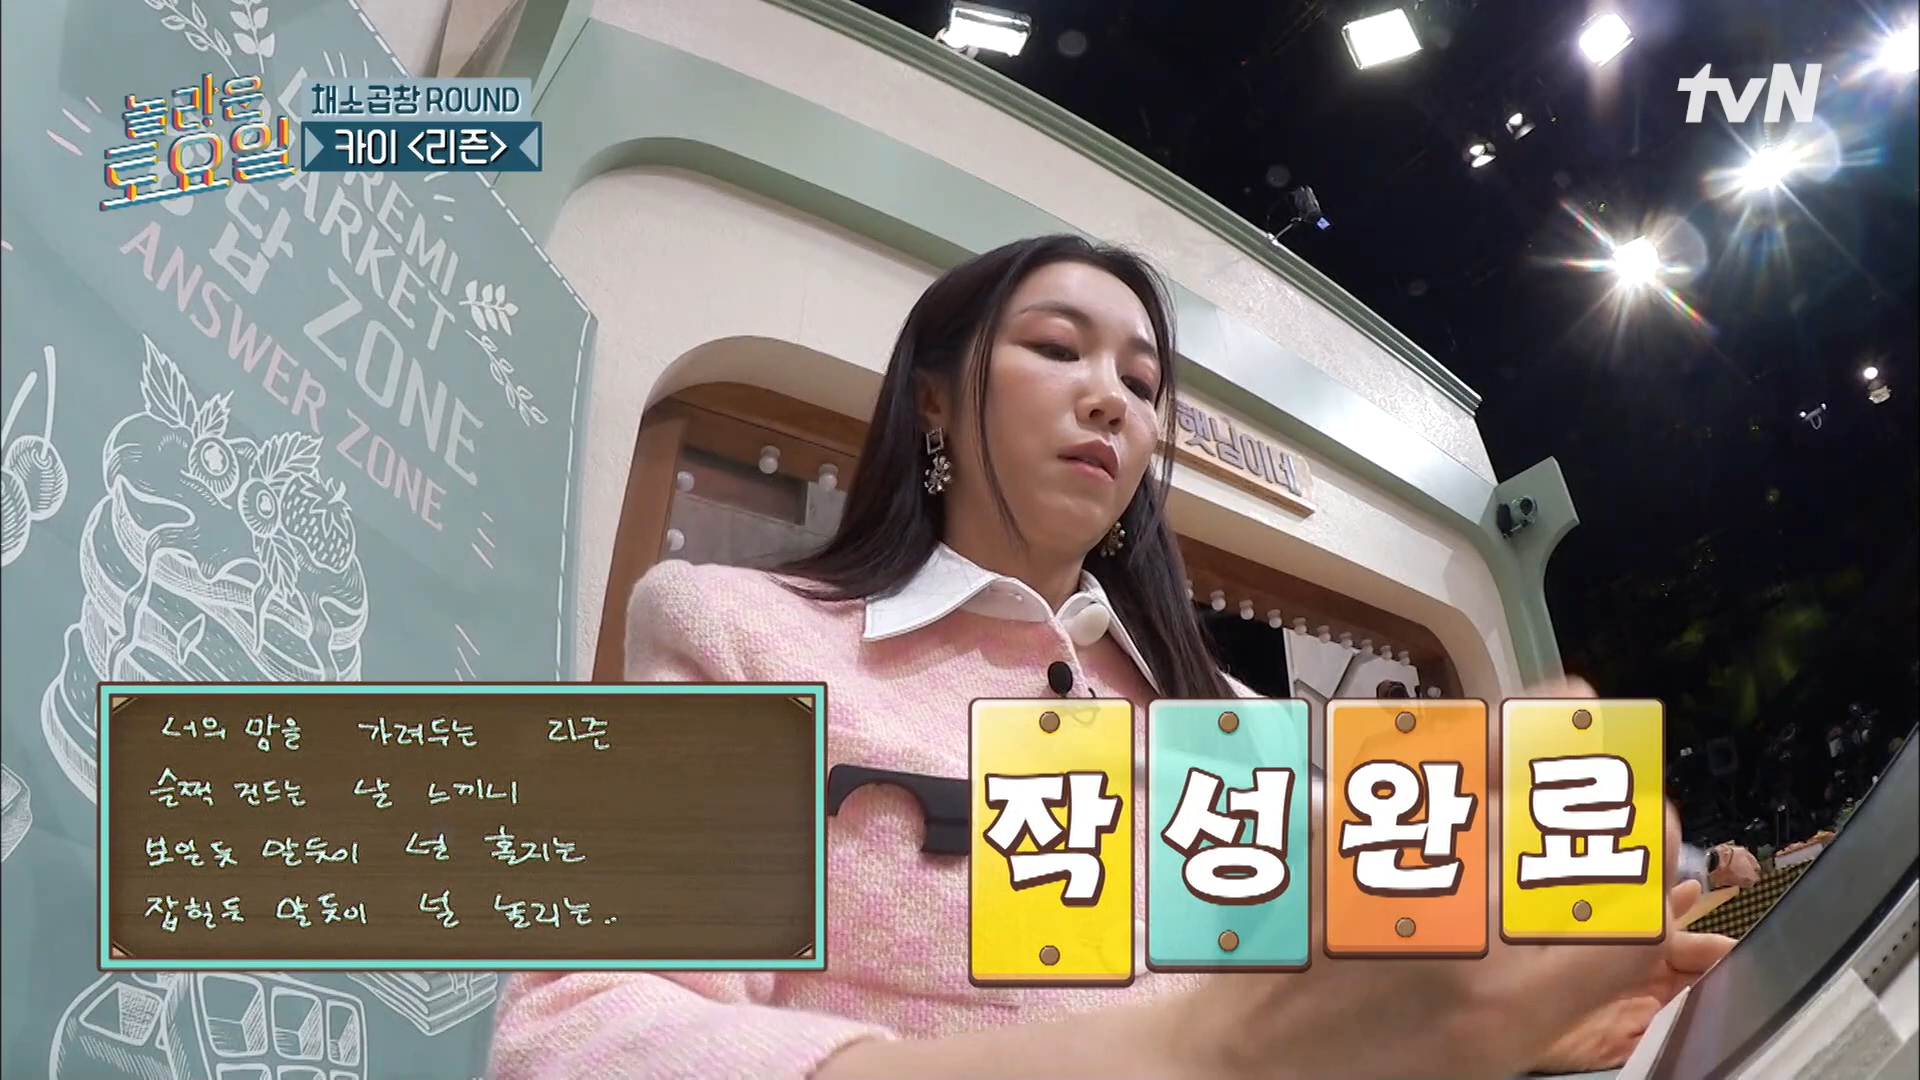 놀라운
토요일
채소곱창 ROUND
카이 <리즌>
tvN
DOREMI
MARKET
정답 ZONE
ANSWER ZONE
햇님이네
너의 맘을 가려두는 리즌
슬쩍 건드는 날 느끼니
보일듯 말듯이 널 홀리는
잡힐듯 말듯이 널 놀리는..
작성완료